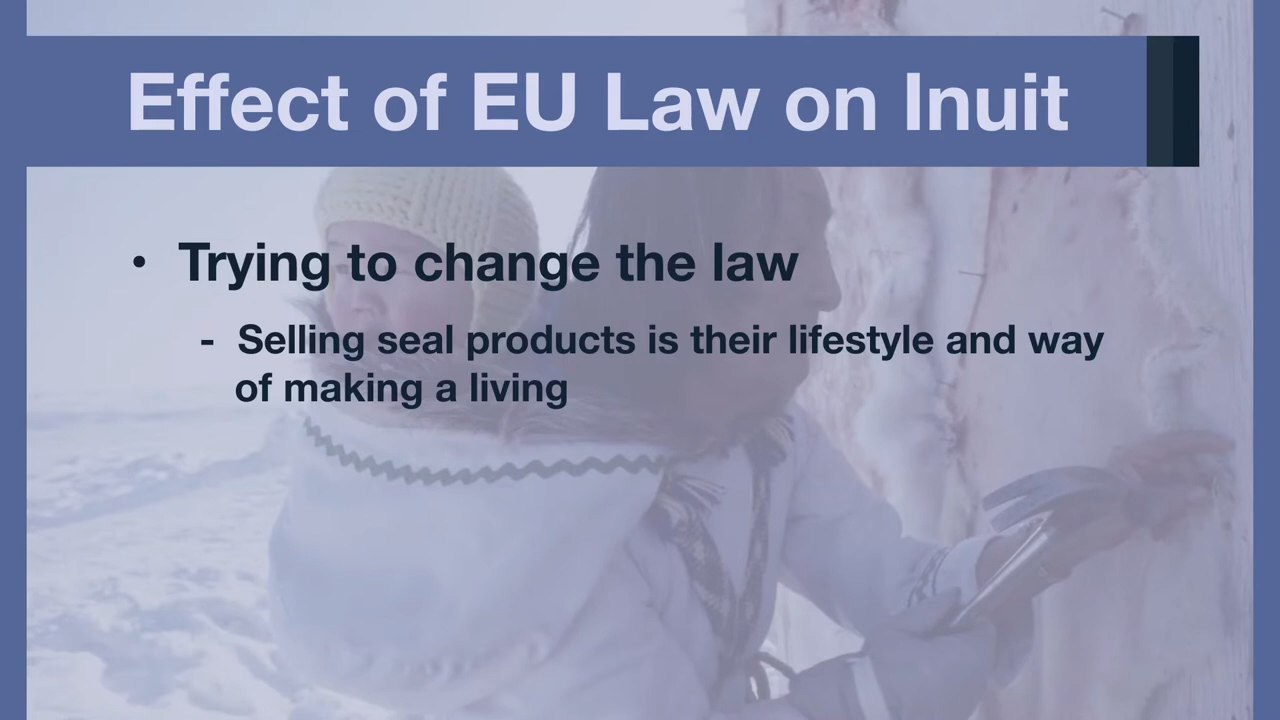 Effect of EU Law on Inuit
• Trying to change the law
- Selling seal products is their lifestyle and way
of making a living